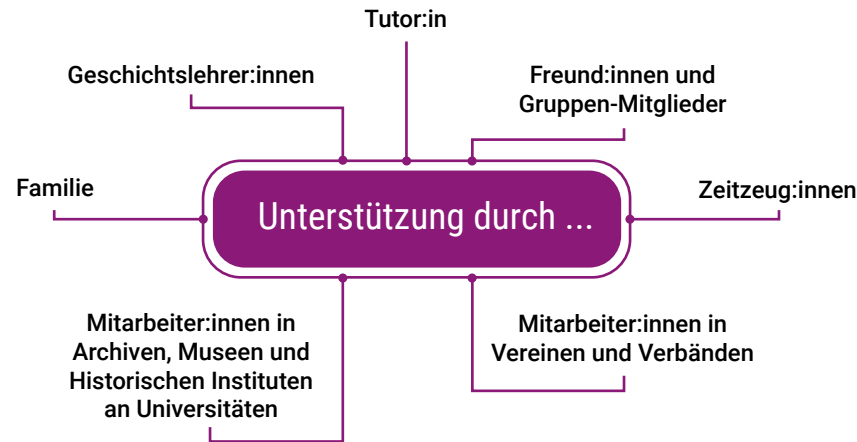 Tutor:in
Geschichtslehrer:innen
Freund:innen und
Gruppen-Mitglieder
Familie
Zeitzeug:innen
Unterstützung durch ...
Mitarbeiter:innen in
Archiven, Museen und
Historischen Instituten
an Universitäten
Mitarbeiter:innen in
Vereinen und Verbänden